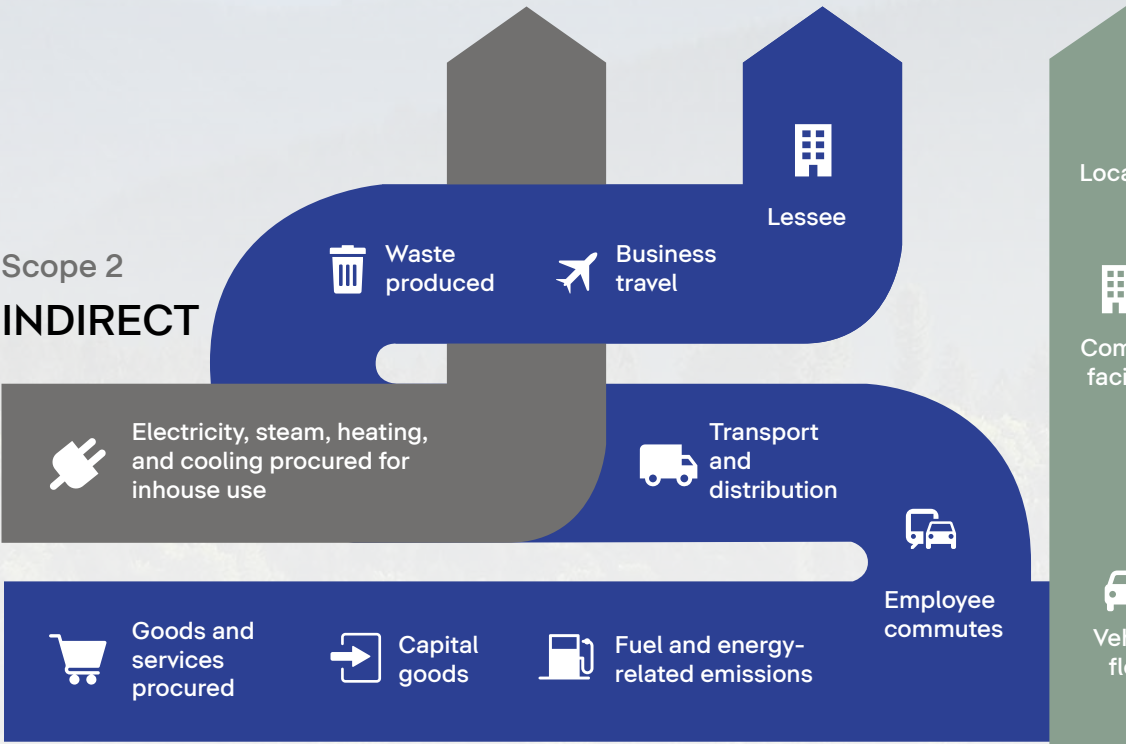 Lessee
Waste
produced
Business
travel
Scope 2
INDIRECT
Electricity, steam, heating,
and cooling procured for
inhouse use
Transport
and
distribution
Employee
commutes
Goods and
services
procured
Capital
goods
Fuel and energy-
related emissions